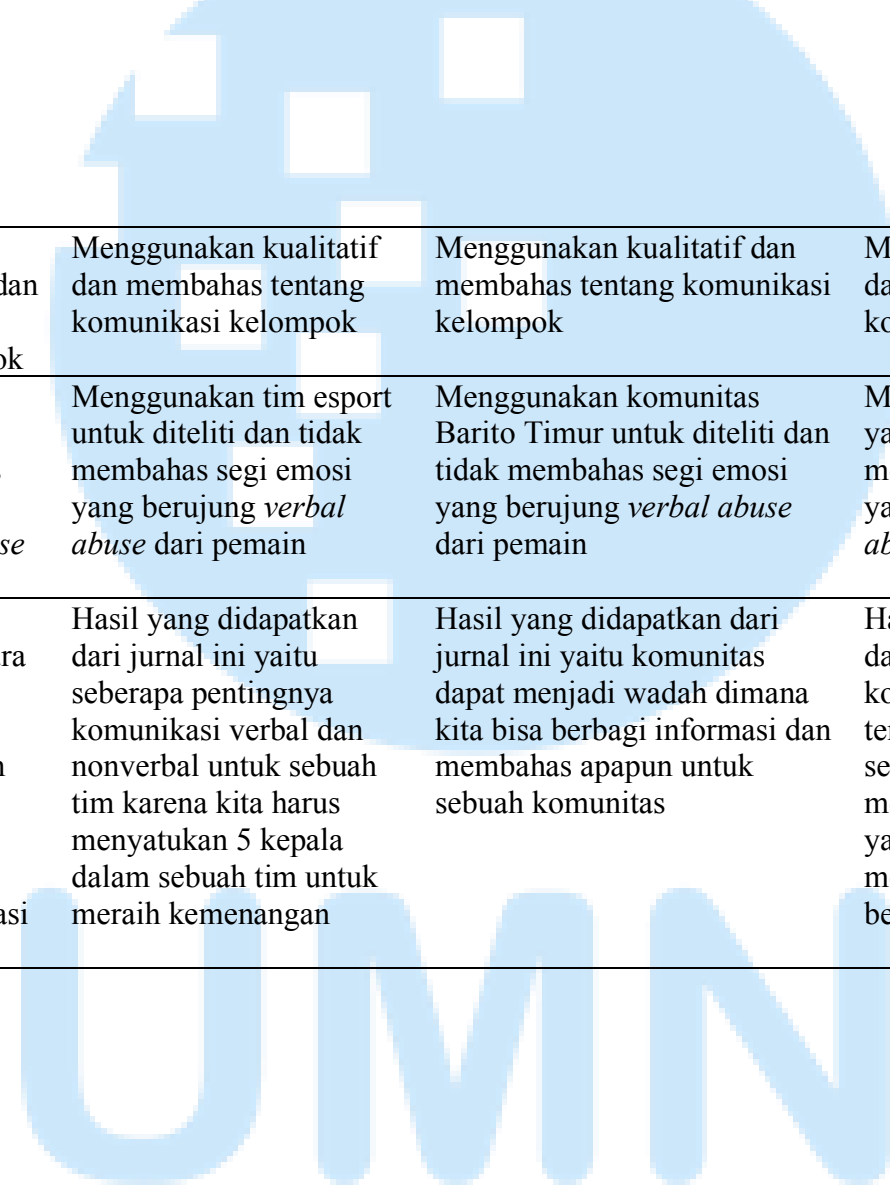 dan
ok
Menggunakan kualitatif
dan membahas tentang
komunikasi kelompok
Menggunakan kualitatif dan
membahas tentang komunikasi
kelompok
Menggunakan tim esport
untuk diteliti dan tidak
membahas segi emosi
yang berujung verbal
abuse dari pemain
Menggunakan komunitas
Barito Timur untuk diteliti dan
tidak membahas segi emosi
yang berujung verbal abuse
dari pemain
Hasil yang didapatkan
dari jurnal ini yaitu
seberapa pentingnya
komunikasi verbal dan
nonverbal untuk sebuah
tim karena kita harus
menyatukan 5 kepala
dalam sebuah tim untuk
meraih kemenangan
Hasil yang didapatkan dari
jurnal ini yaitu komunitas
dapat menjadi wadah dimana
kita bisa berbagi informasi dan
membahas apapun untuk
sebuah komunitas
UMN